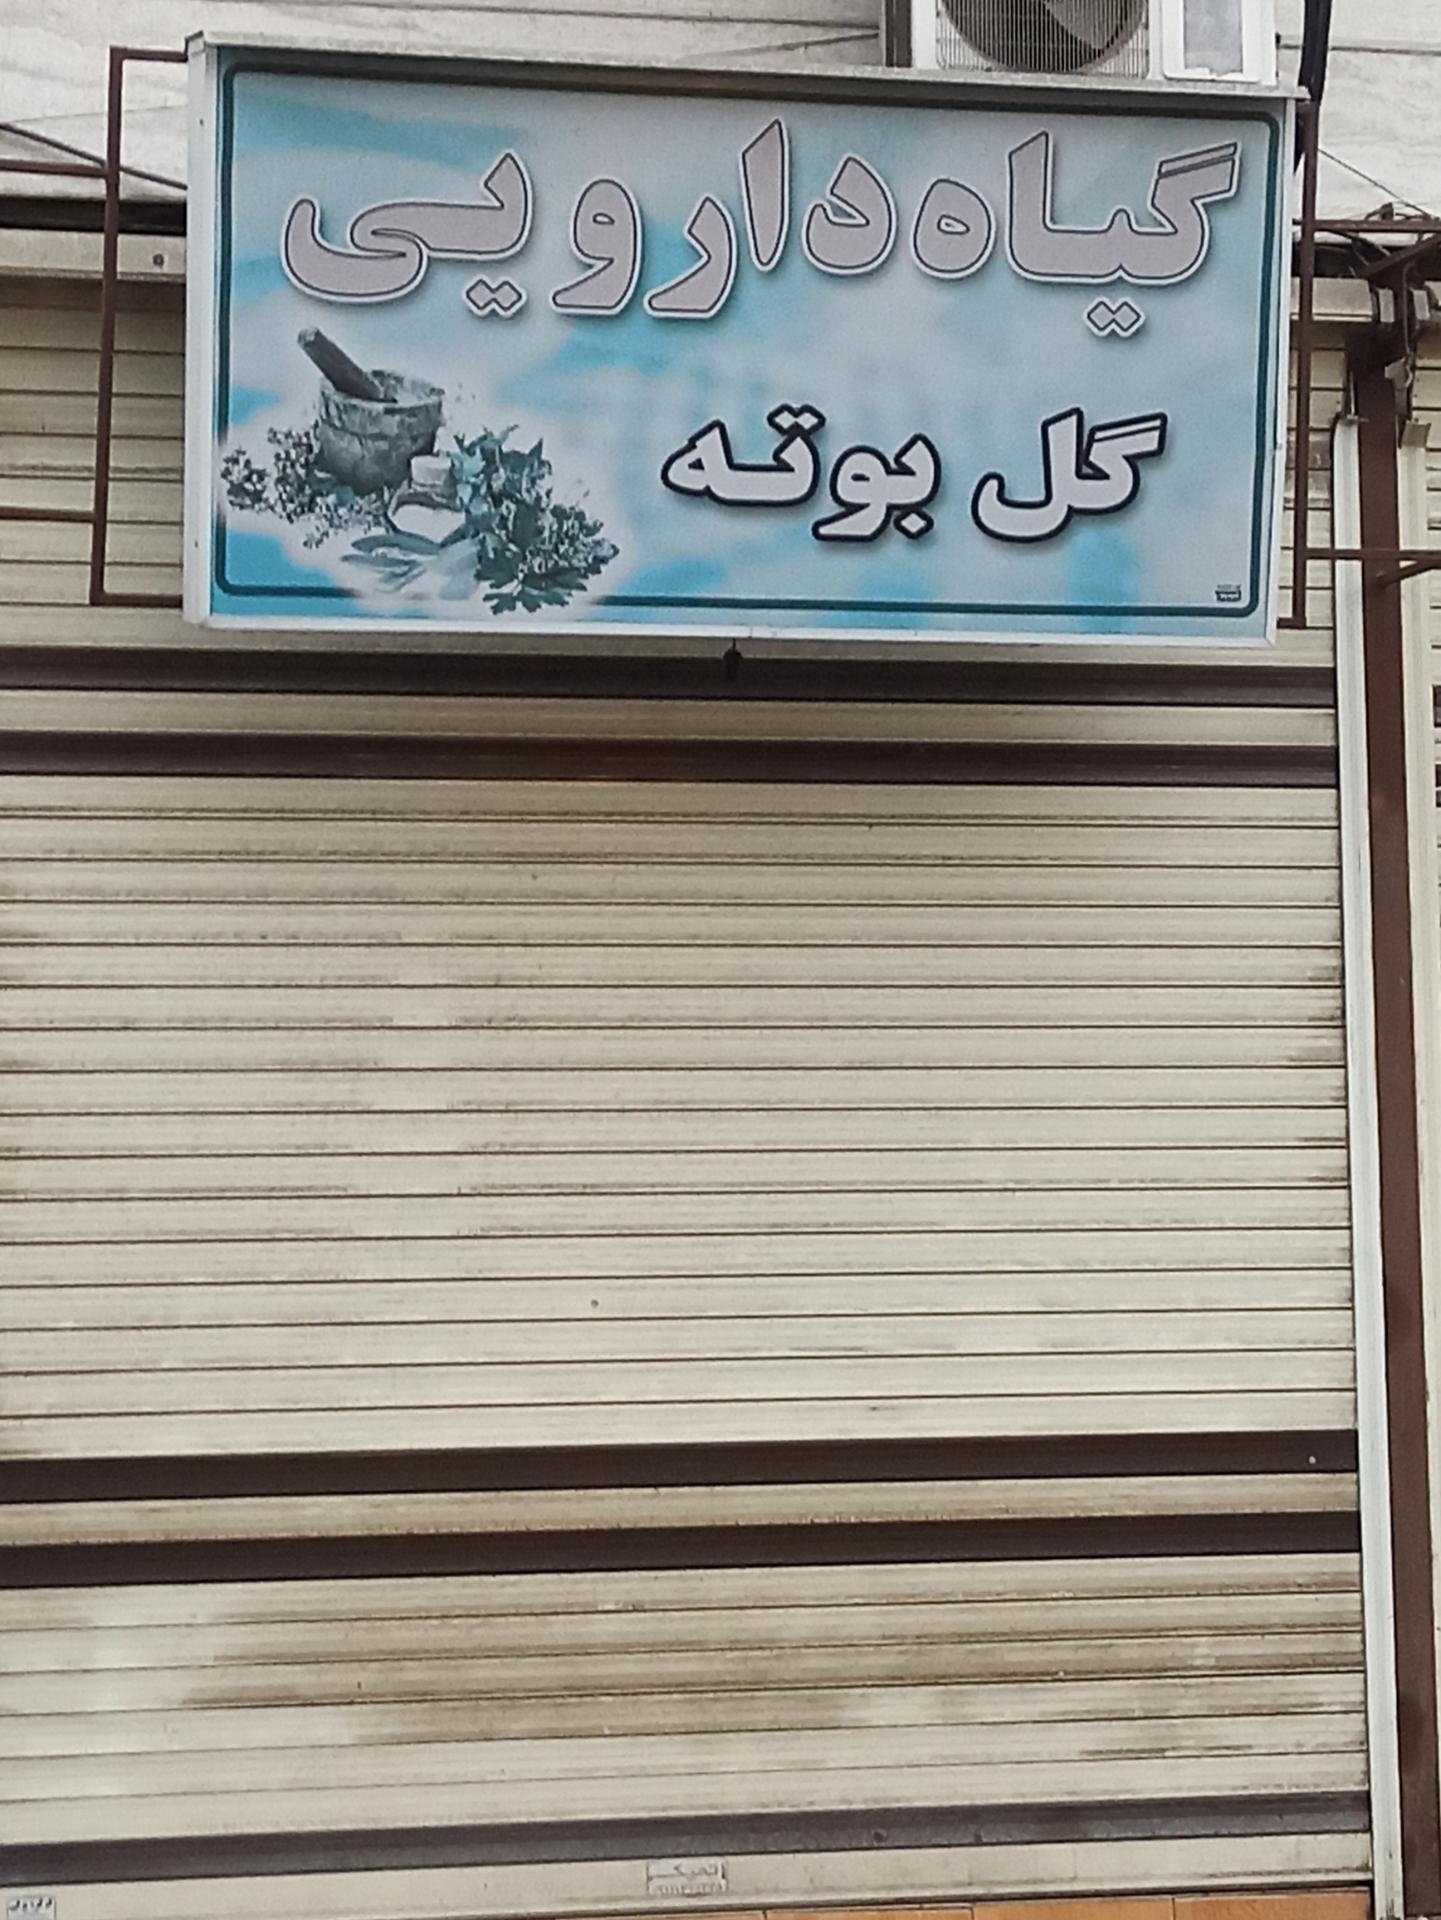 گیاه دارویی
گل بوته